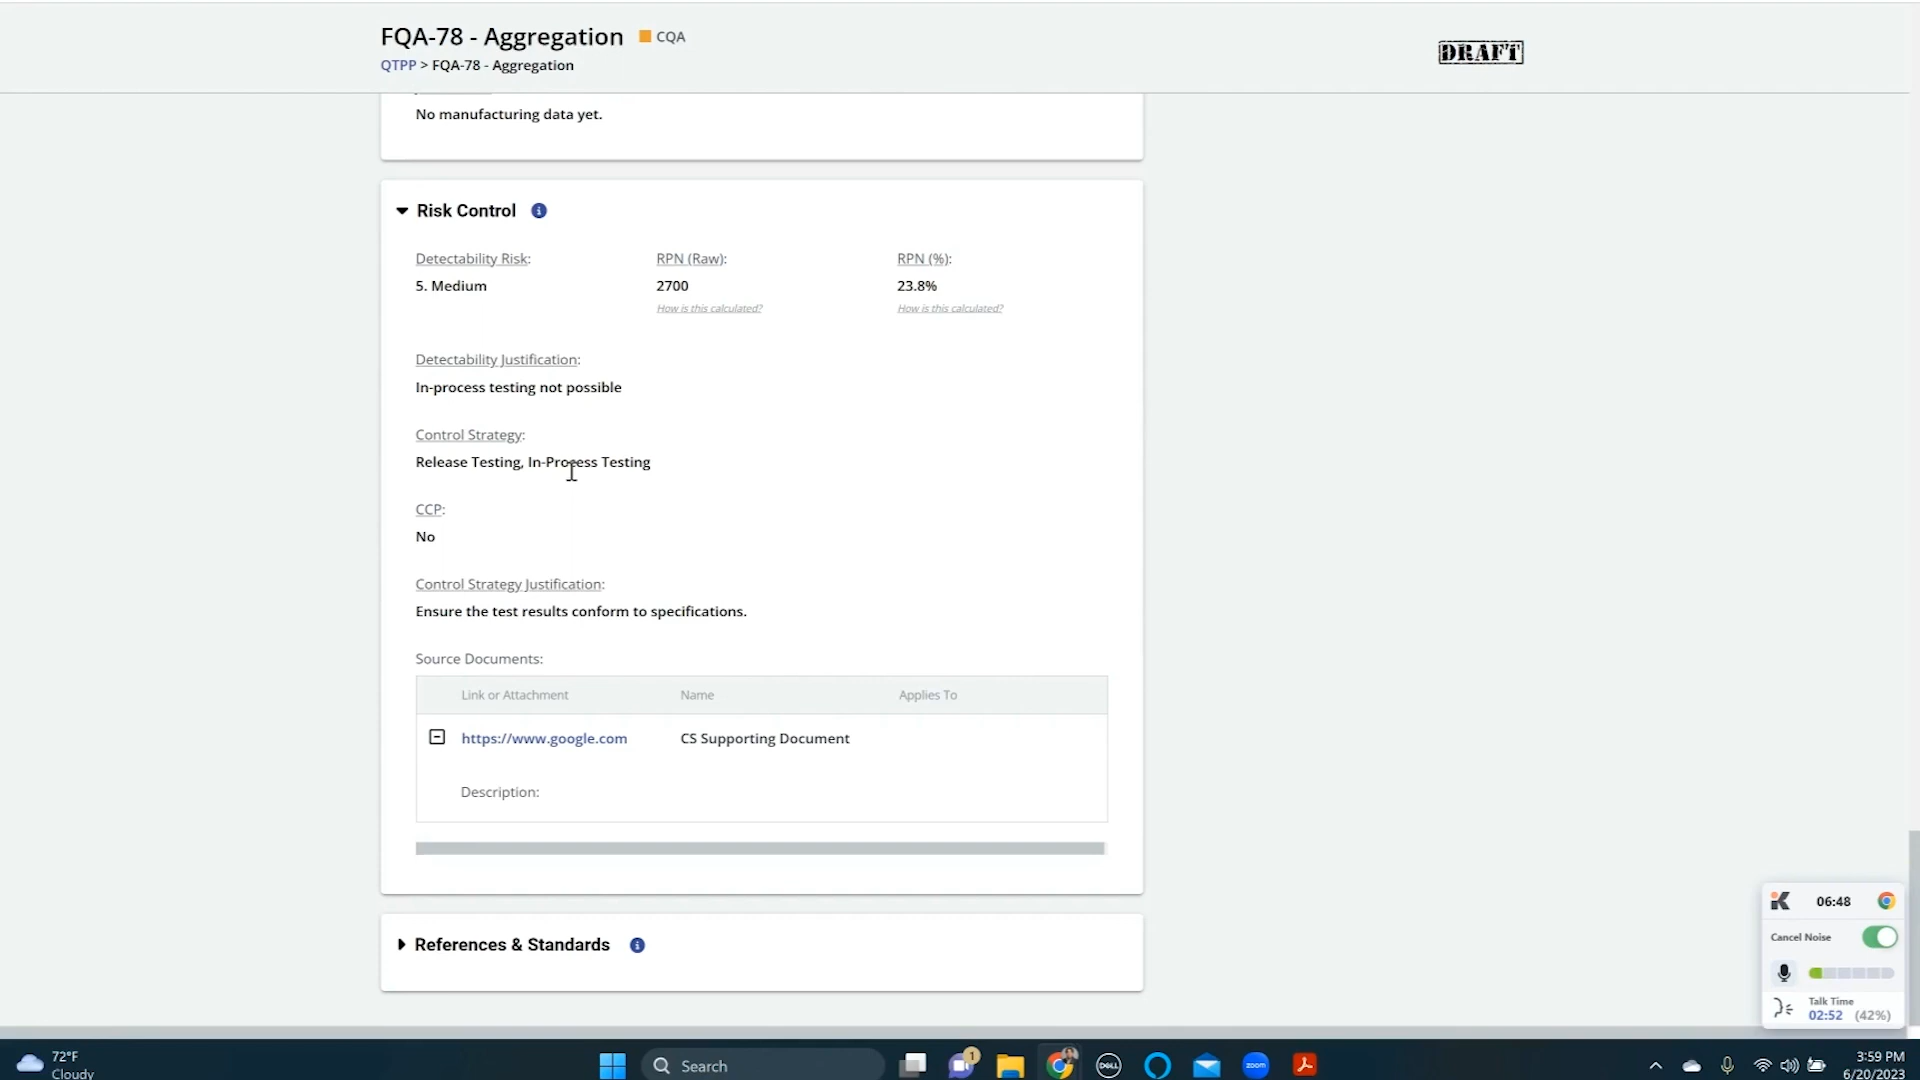 FQA-78 - Aggregation CQA
DRAFT
QTPP > FQA-78 - Aggregation
No manufacturing data yet.
Risk Control
Detectability Risk: RPN (Raw): RPN (%):
5. Medium 2700 23.8%
How is this calculated? How is this calculated?
Detectability Justification:
In-process testing not possible
Control Strategy:
Release Testing, In-Process Testing
CCP:
No
Control Strategy Justification:
Ensure the test results conform to specifications.
Source Documents:
Link or Attachment Name Applies To
https://www.google.com CS Supporting Document
Description:
References & Standards
06:48
Cancel Noise
Talk Time
02:52 (42%)
72°F
Cloudy
Search
1
DELL
zoom
3:59 PM
6/20/2023